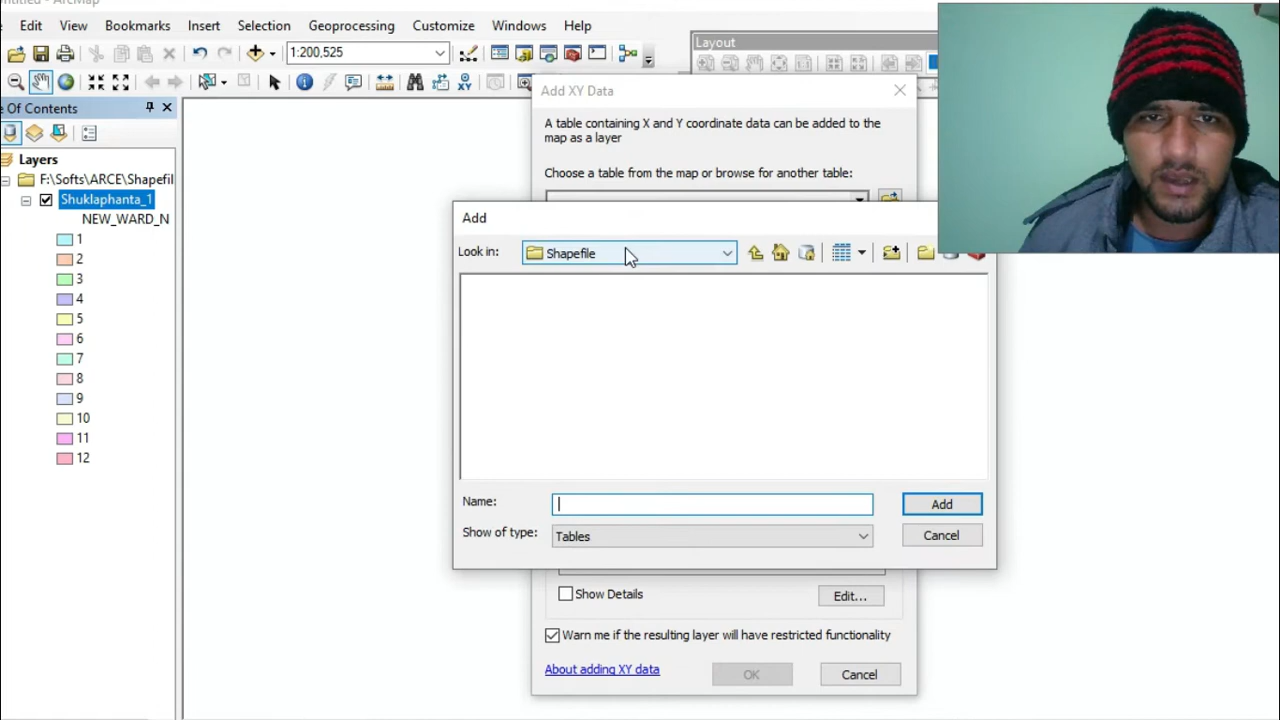 Untitled - ArcMap
Edit View Bookmarks Insert Selection Geoprocessing Customize Windows Help
1:200,525
Layout
Of Contents
Layers
F:\Softs\ARCE\Shapefil
Shuklaphanta_1
NEW_WARD_N
1
2
3
4
5
6
7
8
9
10
11
12
Add XY Data
A table containing X and Y coordinate data can be added to the
map as a layer
Choose a table from the map or browse for another table:
Add
Look in: Shapefile
Name: Add
Show of type: Tables Cancel
Show Details Edit...
Warn me if the resulting layer will have restricted functionality
About adding XY data OK Cancel